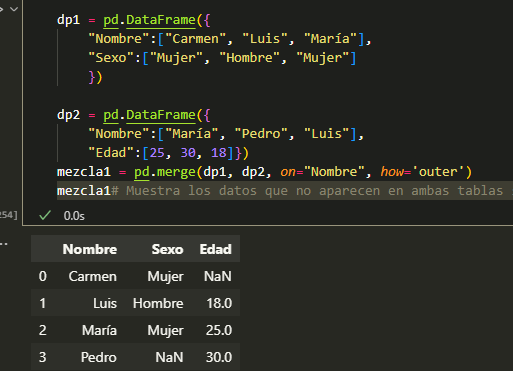 dp1 = pd.DataFrame({
"Nombre":["Carmen", "Luis", "María"],
"Sexo":["Mujer", "Hombre", "Mujer"]
})
dp2 = pd.DataFrame({
"Nombre":["María", "Pedro", "Luis"],
"Edad":[25, 30, 18]})
mezcla1 = pd.merge(dp1, dp2, on="Nombre", how='outer')
mezcla1# Muestra los datos que no aparecen en ambas tablas
254] ✓ 0.0s
Nombre Sexo Edad
0 Carmen Mujer NaN
1 Luis Hombre 18.0
2 María Mujer 25.0
3 Pedro NaN 30.0